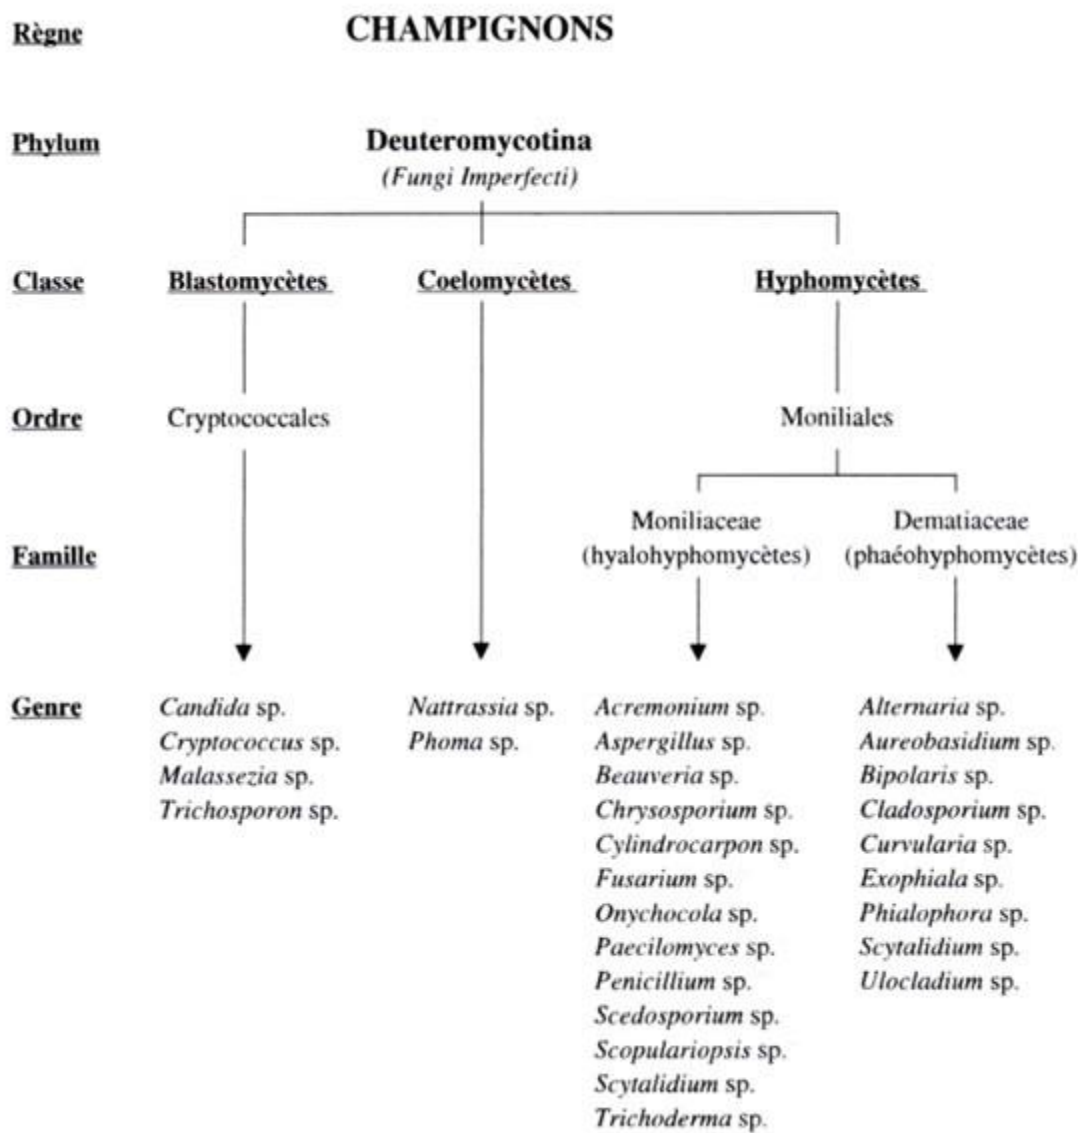 Règne CHAMPIGNONS
Phylum Deuteromycotina
(Fungi Imperfecti)
Classe Blastomycètes Coelomycètes Hyphomycètes
Ordre Cryptococcales Moniliales
Moniliaceae Dematiaceae
Famille (hyalohyphomycètes) (phaéohyphomycètes)
Genre Candida sp. Nattrassia sp. Acremonium sp. Alternaria sp.
Cryptococcus sp. Phoma sp. Aspergillus sp. Aureobasidium sp.
Malassezia sp. Beauveria sp. Bipolaris sp.
Trichosporon sp. Chrysosporium sp. Cladosporium sp.
Cylindrocarpon sp. Curvularia sp.
Fusarium sp. Exophiala sp.
Onychocola sp. Phialophora sp.
Paecilomyces sp. Scytalidium sp.
Penicillium sp. Ulocladium sp.
Scedosporium sp.
Scopulariopsis sp.
Scytalidium sp.
Trichoderma sp.